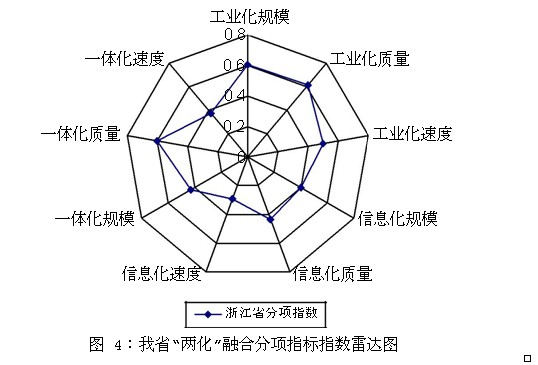 工业化规模
0.8
一体化速度
工业化质量
0.6
0.4
一体化质量
工业化速度
0.2
0
一体化规模
信息化规模
信息化速度
信息化质量
浙江省分项指数
图 4：我省“两化”融合分项指标指数雷达图